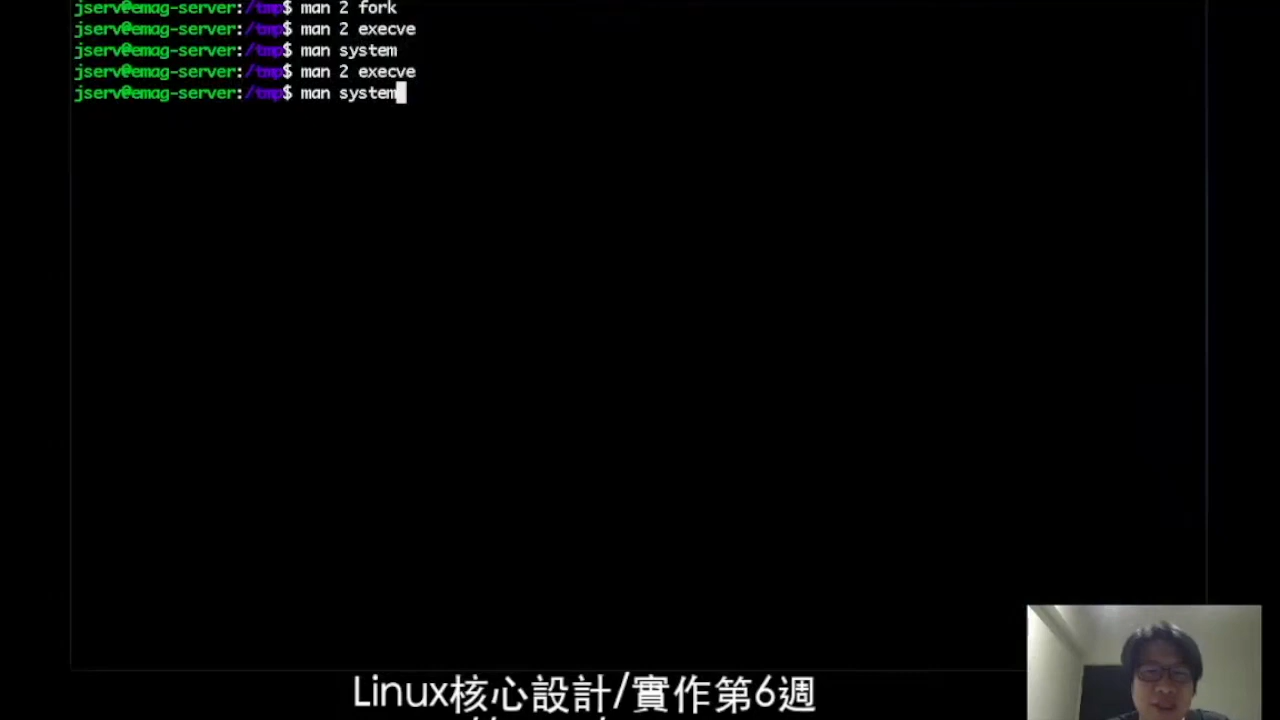 jserv@emag-server:/tmp$ man 2 fork
jserv@emag-server:/tmp$ man 2 execve
jserv@emag-server:/tmp$ man system
jserv@emag-server:/tmp$ man 2 execve
jserv@emag-server:/tmp$ man system
Linux核心設計/實作第6週